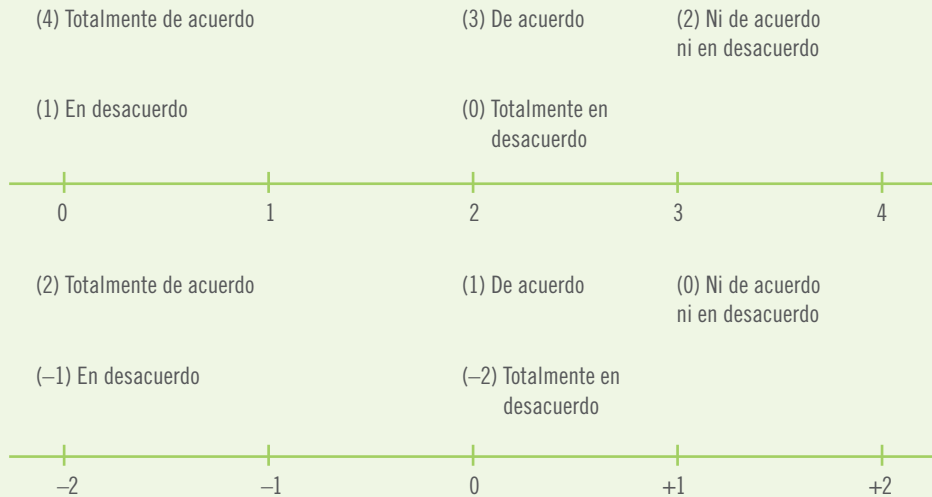 (4) Totalmente de acuerdo (3) De acuerdo (2) Ni de acuerdo
ni en desacuerdo
(1) En desacuerdo (0) Totalmente en
desacuerdo
0 1 2 3 4
(2) Totalmente de acuerdo (1) De acuerdo (0) Ni de acuerdo
ni en desacuerdo
(–1) En desacuerdo (–2) Totalmente en
desacuerdo
–2 –1 0 +1 +2